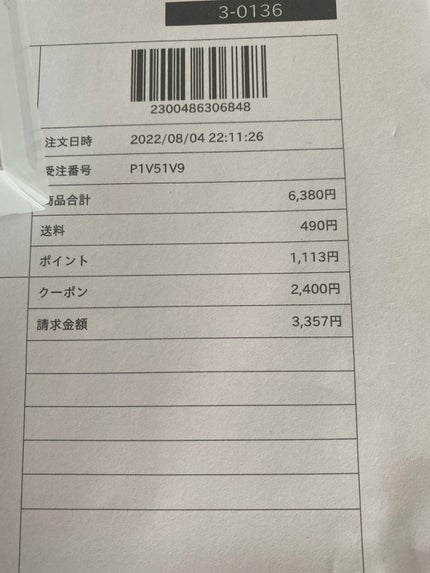 3-0136
2300486306848
注文日時 2022/08/04 22:11:26
受注番号 P1V51V9
商品合計 6,380円
送料 490円
ポイント 1,113円
クーポン 2,400円
請求金額 3,357円